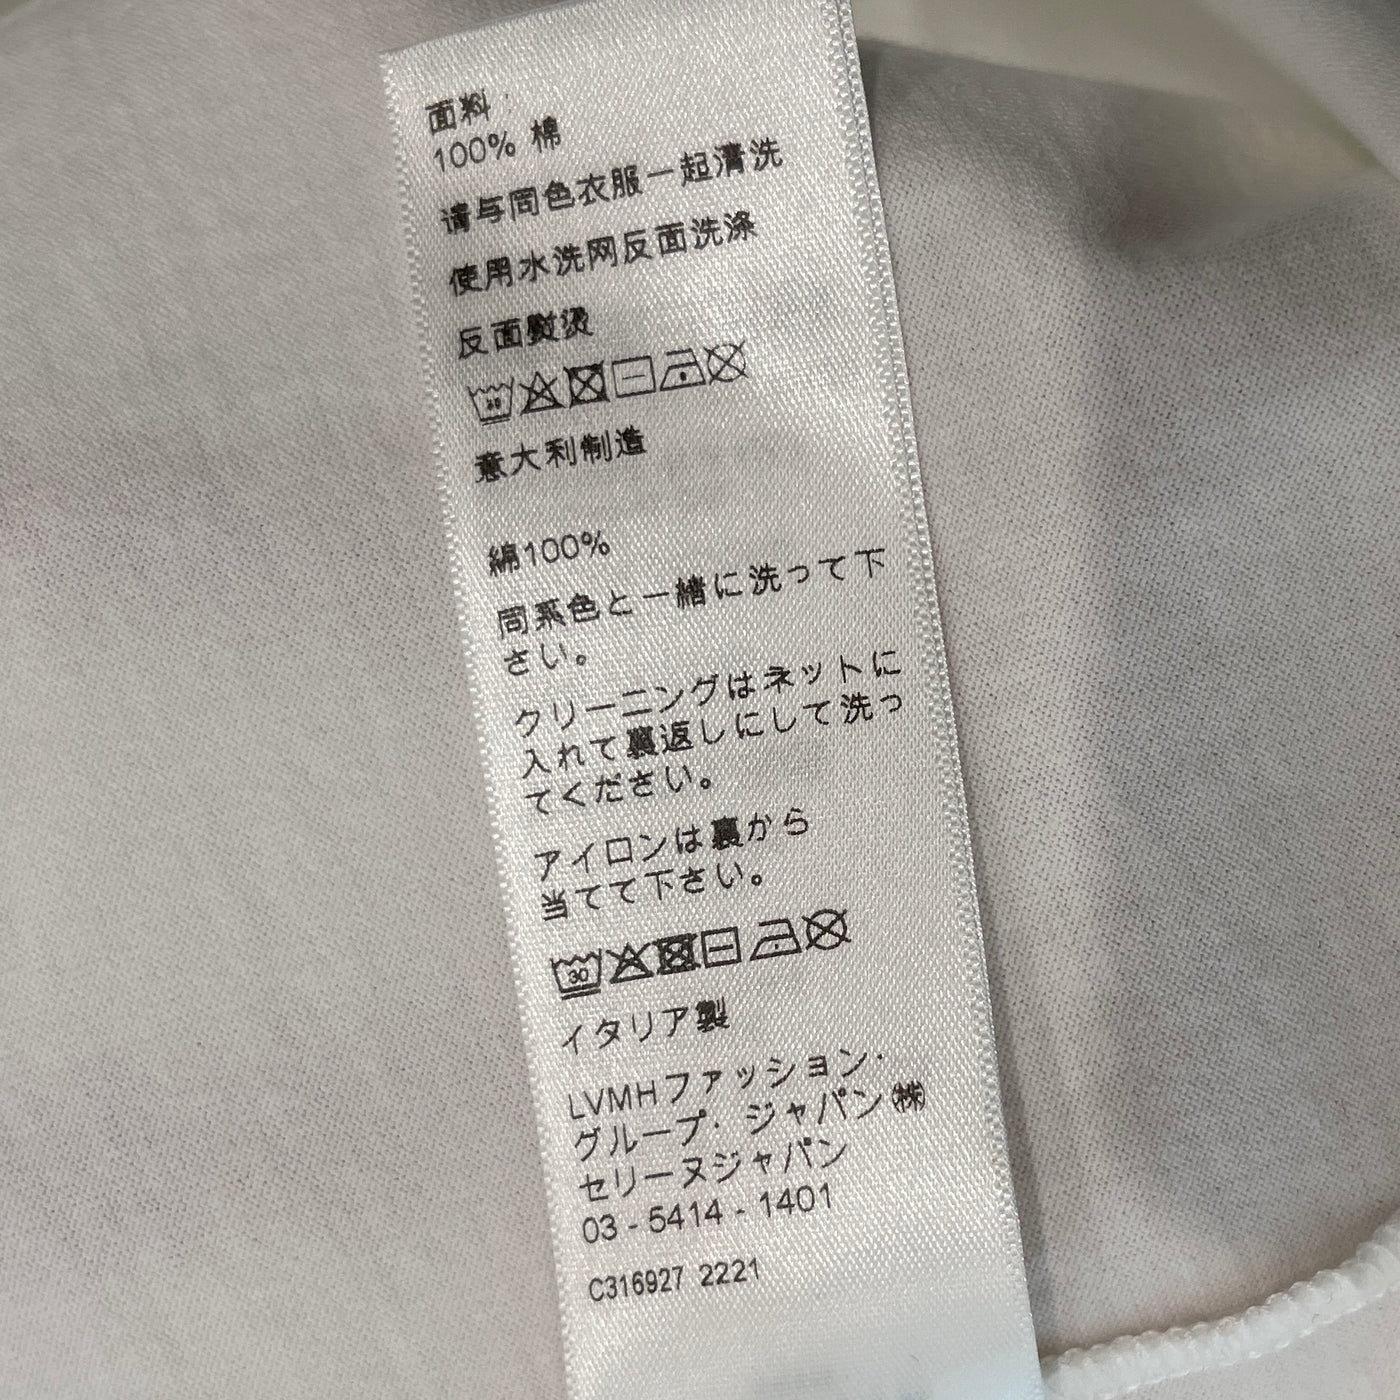 面料:
100% 棉
请与同色衣服一起清洗
使用水洗网反面洗涤
反面熨烫
30
意大利制造
綿100%
同系色と一緒に洗って下
さい。
クリーニングはネットに
入れて裏返しにして洗っ
てください。
アイロンは裏から
当てて下さい。
30
イタリア製
LVMHファッション・
グループ・ジャパン㈱
セリーヌジャパン
03-5414-1401
C316927 2221